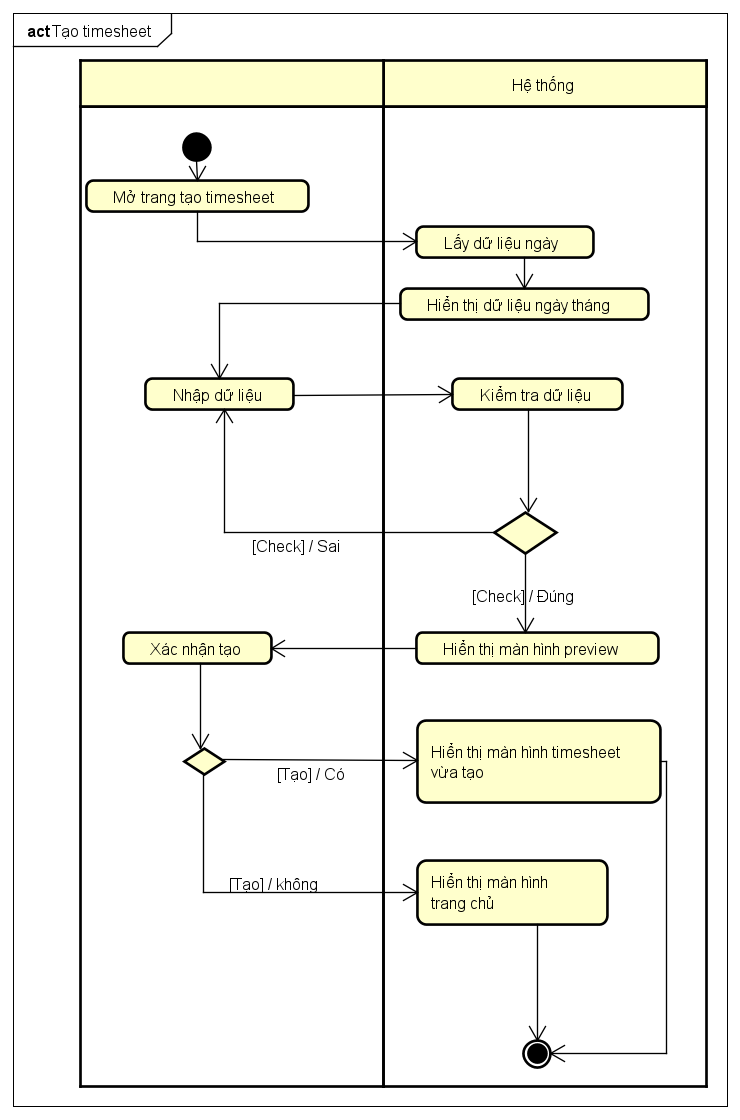 act Tạo timesheet
Hệ thống
Mở trang tạo timesheet
Lấy dữ liệu ngày
Hiển thị dữ liệu ngày tháng
Nhập dữ liệu
Kiểm tra dữ liệu
[Check] / Sai
[Check] / Đúng
Xác nhận tạo
Hiển thị màn hình preview
Hiển thị màn hình timesheet
vừa tạo
[Tạo] / Có
[Tạo] / không
Hiển thị màn hình
trang chủ